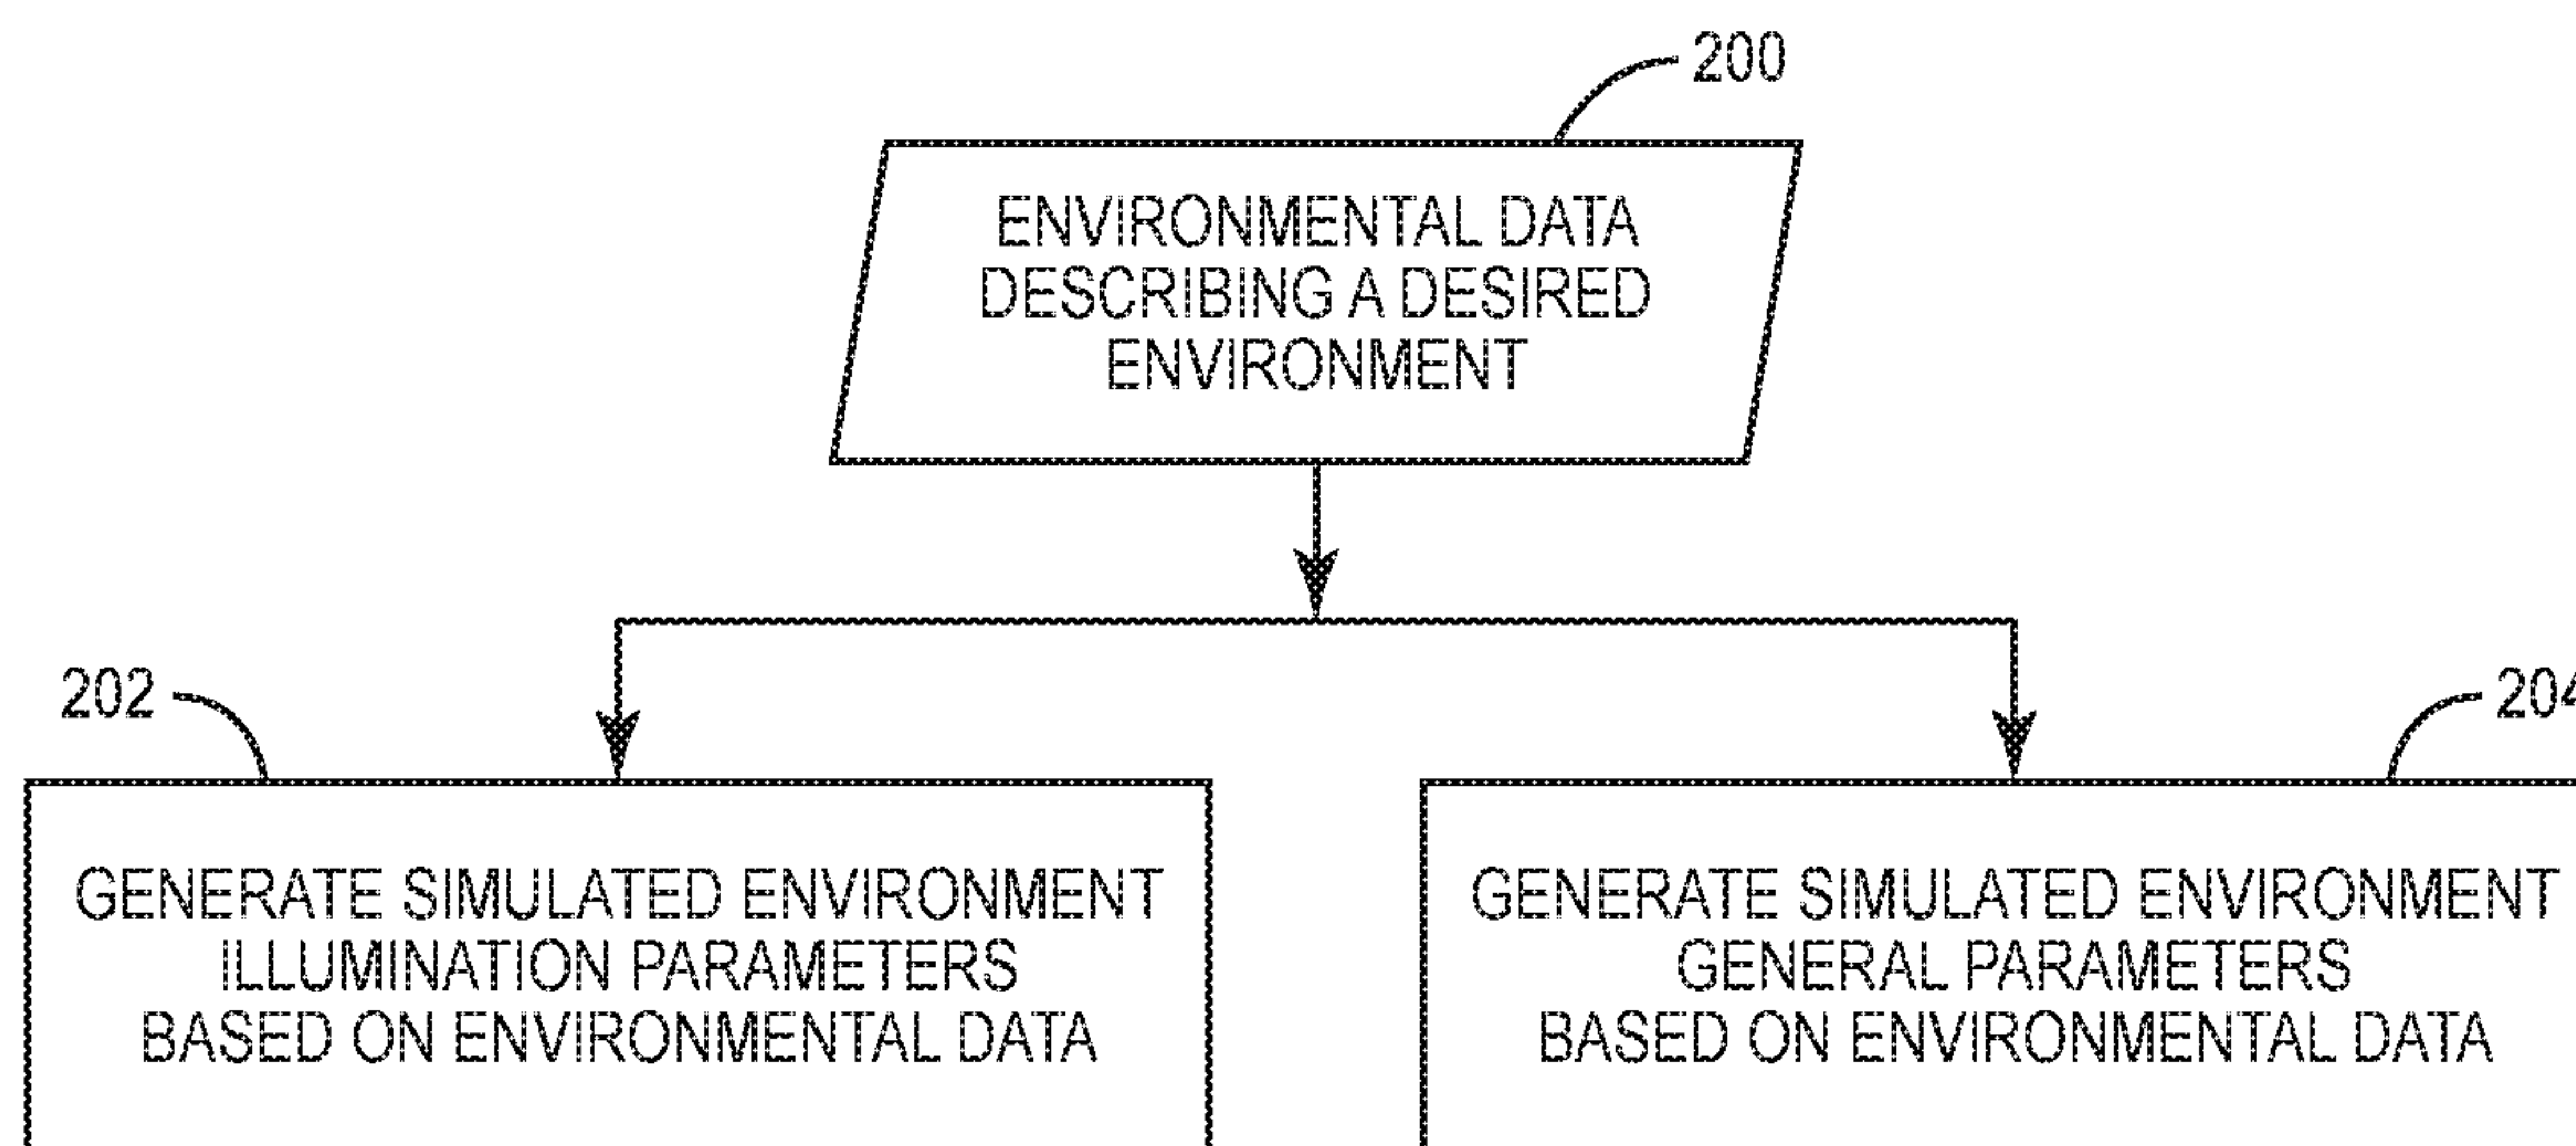 200
ENVIRONMENTAL DATA
DESCRIBING A DESIRED
ENVIRONMENT
202
204
GENERATE SIMULATED ENVIRONMENT
ILLUMINATION PARAMETERS
BASED ON ENVIRONMENTAL DATA
GENERATE SIMULATED ENVIRONMENT
GENERAL PARAMETERS
BASED ON ENVIRONMENTAL DATA